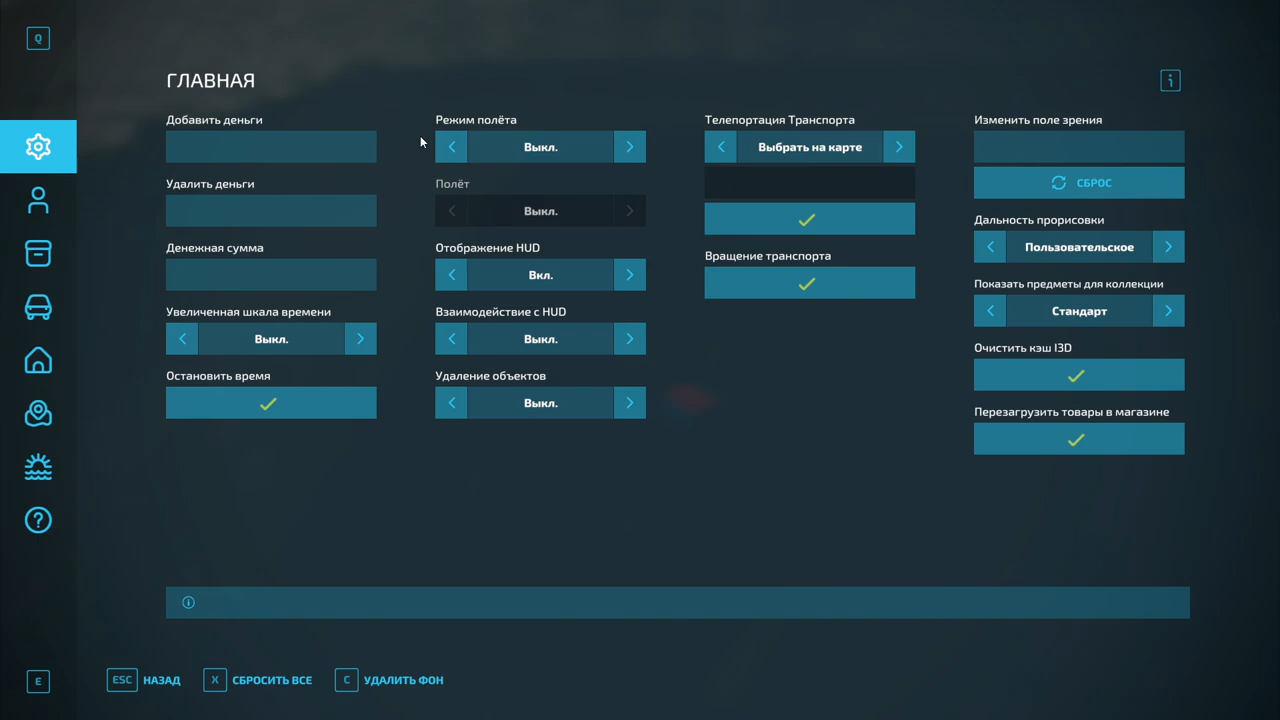 Q
ГЛАВНАЯ
i
Добавить деньги
Удалить деньги
Денежная сумма
Увеличенная шкала времени
Выкл.
Остановить время
Режим полёта
Выкл.
Полёт
Выкл.
Отображение HUD
Вкл.
Взаимодействие с HUD
Выкл.
Удаление объектов
Выкл.
Телепортация Транспорта
Выбрать на карте
Вращение транспорта
Изменить поле зрения
СБРОС
Дальность прорисовки
Пользовательское
Показать предметы для коллекции
Стандарт
Очистить кэш I3D
Перезагрузить товары в магазине
E
ESC НАЗАД
X СБРОСИТЬ ВСЕ
C УДАЛИТЬ ФОН